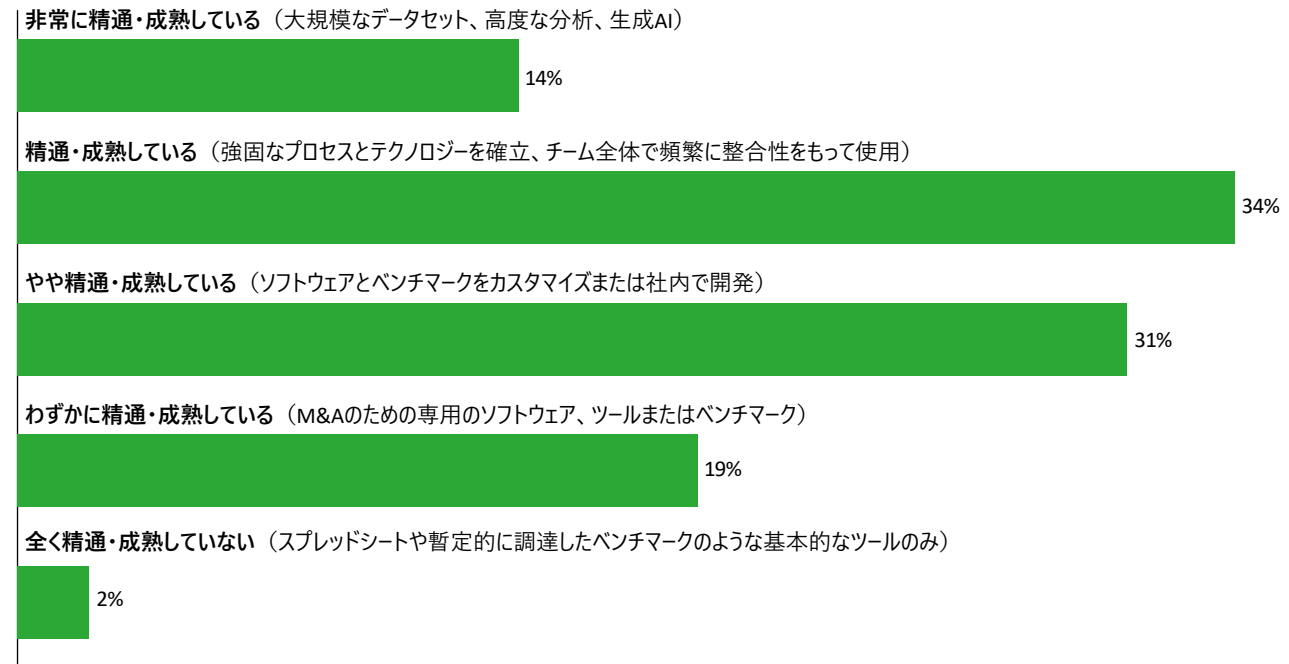 非常に精通・成熟している（大規模なデータセット、高度な分析、生成AI）
14%
精通・成熟している（強固なプロセスとテクノロジーを確立、チーム全体で頻繁に整合性をもって使用）
34%
やや精通・成熟している（ソフトウェアとベンチマークをカスタマイズまたは社内で開発）
31%
わずかに精通・成熟している（M&Aのための専用のソフトウェア、ツールまたはベンチマーク）
19%
全く精通・成熟していない（スプレッドシートや暫定的に調達したベンチマークのような基本的なツールのみ）
2%